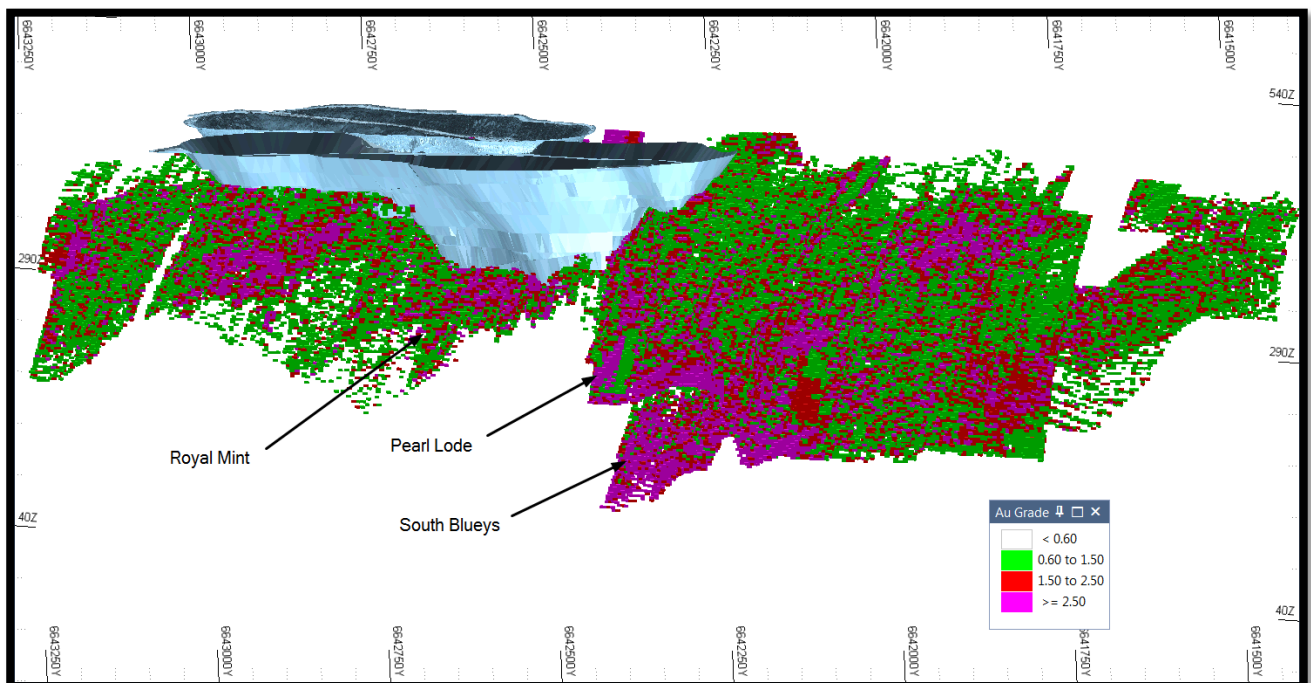 6643250Y
6643000Y
6642750Y
6642500Y
6642250Y
6642000Y
6641750Y
6641500Y
540Z
290Z
290Z
Royal Mint
Pearl Lode
South Blueys
40Z
Au Grade
< 0.60
0.60 to 1.50
1.50 to 2.50
>= 2.50
40Z
6643250Y
6643000Y
6642750Y
6642500Y
6642250Y
6642000Y
6641750Y
6641500Y